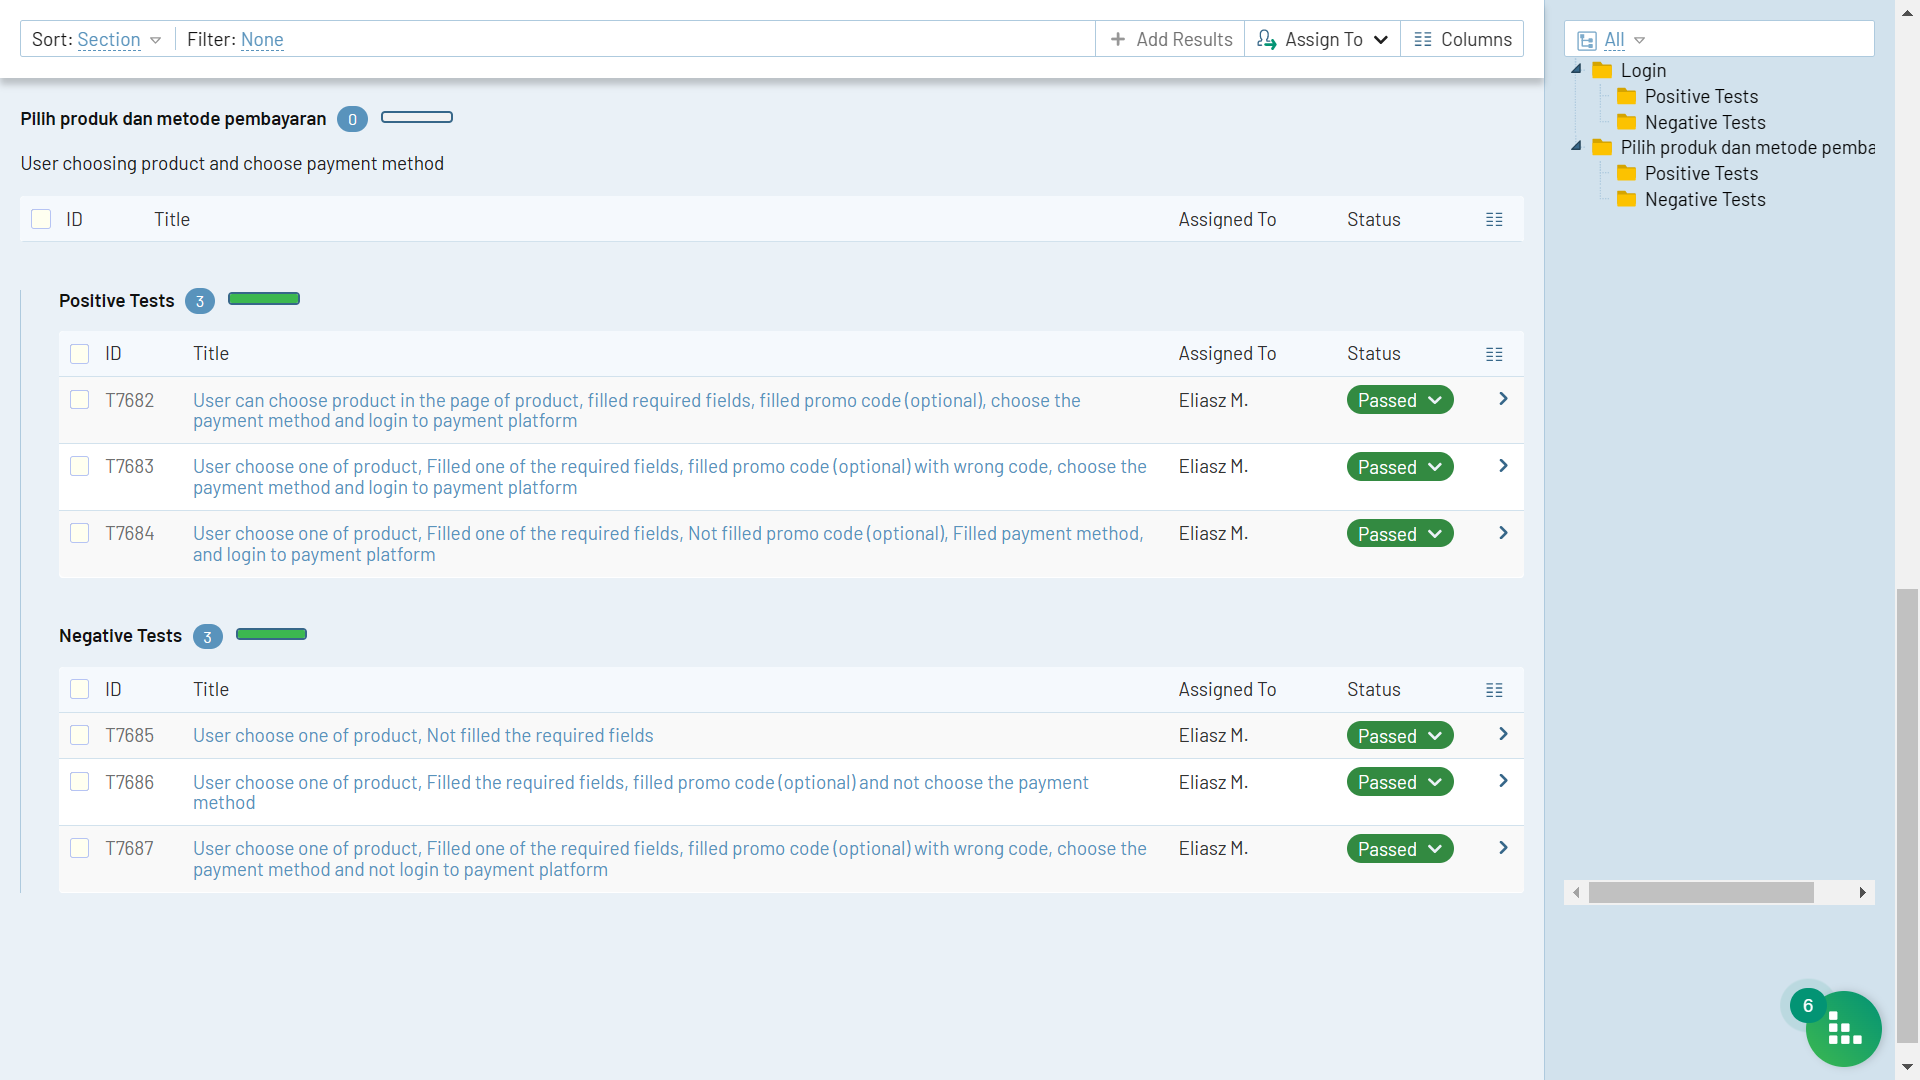 Sort: Section Filter: None Add Results Assign To Columns
All
Login
Positive Tests
Negative Tests
Pilih produk dan metode pemba
Positive Tests
Negative Tests
Pilih produk dan metode pembayaran 0
User choosing product and choose payment method
ID Title Assigned To Status
Positive Tests 3
ID Title Assigned To Status
T7682 User can choose product in the page of product, filled required fields, filled promo code (optional), choose the Eliasz M. Passed
payment method and login to payment platform
T7683 User choose one of product, Filled one of the required fields, filled promo code (optional) with wrong code, choose the Eliasz M. Passed
payment method and login to payment platform
T7684 User choose one of product, Filled one of the required fields, Not filled promo code (optional), Filled payment method, Eliasz M. Passed
and login to payment platform
Negative Tests 3
ID Title Assigned To Status
T7685 User choose one of product, Not filled the required fields Eliasz M. Passed
T7686 User choose one of product, Filled the required fields, filled promo code (optional) and not choose the payment Eliasz M. Passed
method
T7687 User choose one of product, Filled one of the required fields, filled promo code (optional) with wrong code, choose the Eliasz M. Passed
payment method and not login to payment platform
6